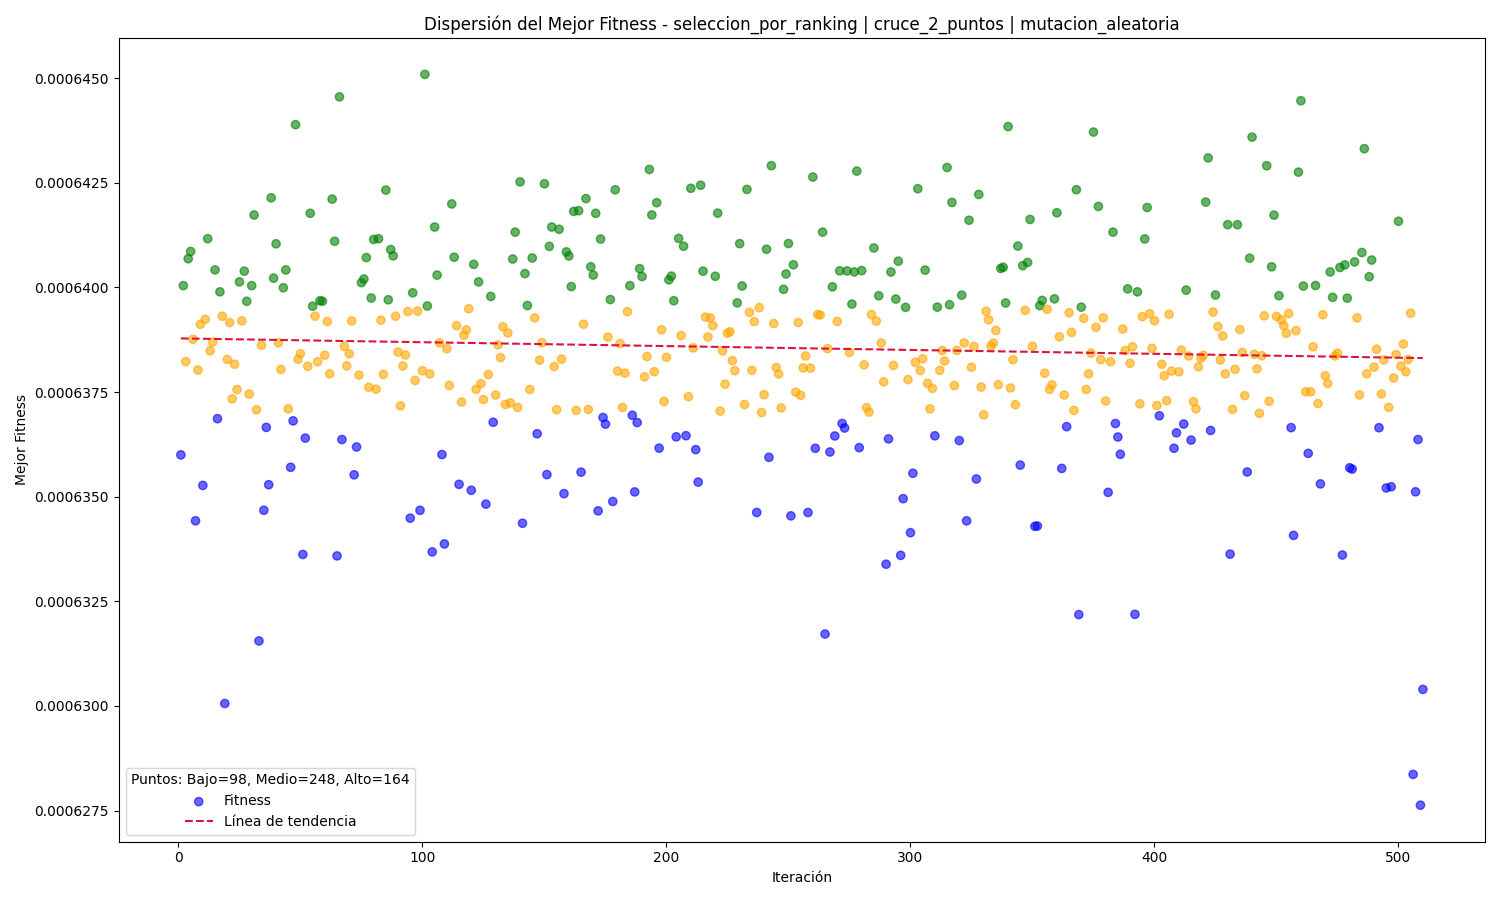 Dispersión del Mejor Fitness - seleccion_por_ranking | cruce_2_puntos | mutacion_aleatoria
Mejor Fitness
0.0006450
0.0006425
0.0006400
0.0006375
0.0006350
0.0006325
0.0006300
0.0006275
Puntos: Bajo=98, Medio=248, Alto=164
Fitness
Línea de tendencia
0 100 200 300 400 500
Iteración